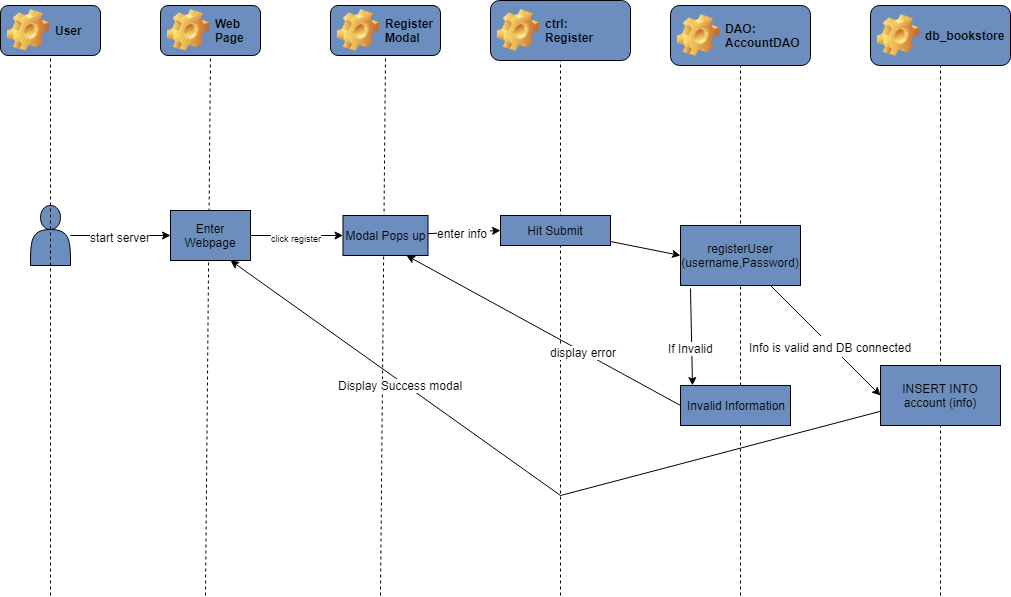 User
Web
Page
Register
Modal
ctrl:
Register
DAO:
AccountDAO
db_bookstore
start server
Enter
Webpage
click register
Modal Pops up
enter info
Hit Submit
registerUser
(username,Password)
display error
If Invalid
Info is valid and DB connected
Display Success modal
Invalid Information
INSERT INTO
account (info)